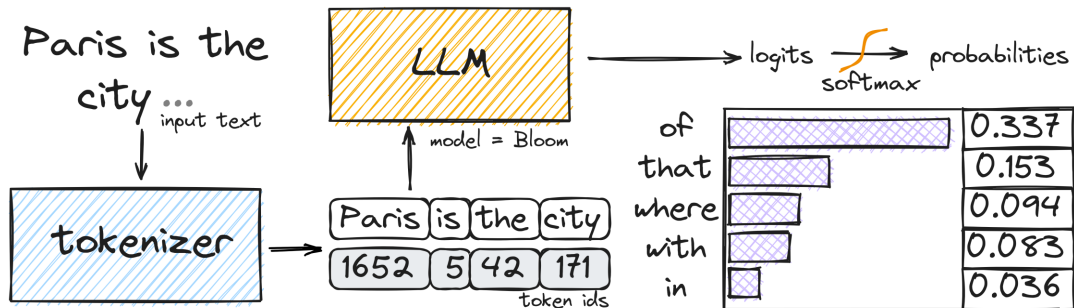 Paris is the
city ...
input text
tokenizer
Paris is the city
1652 5 42 171
token ids
LLM
model = Bloom
logits
softmax
probabilities
of 0.337
that 0.153
where 0.094
with 0.083
in 0.036